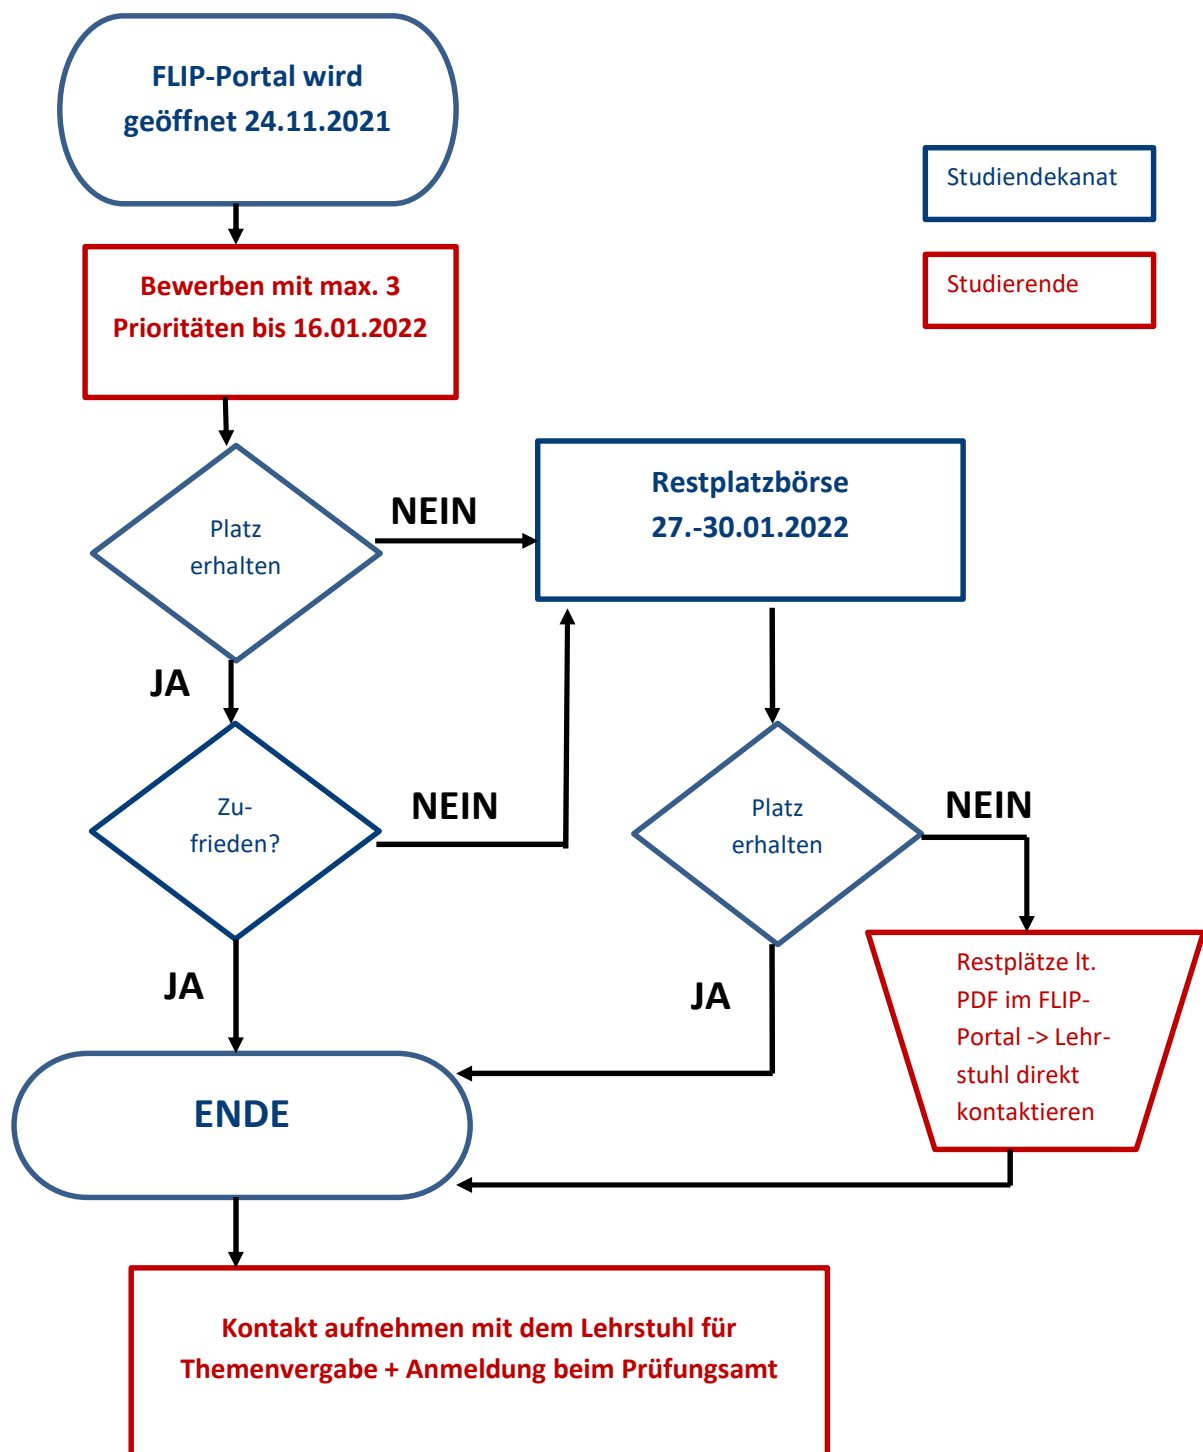 FLIP-Portal wird
geöffnet 24.11.2021
Studiendekanat
Studierende
Bewerben mit max. 3
Prioritäten bis 16.01.2022
Platz
erhalten
NEIN
Restplatzbörse
27.-30.01.2022
JA
Zu-
frieden?
NEIN
Platz
erhalten
NEIN
JA
JA
Restplätze lt.
PDF im FLIP-
Portal -> Lehr-
stuhl direkt
kontaktieren
ENDE
Kontakt aufnehmen mit dem Lehrstuhl für
Themenvergabe + Anmeldung beim Prüfungsamt